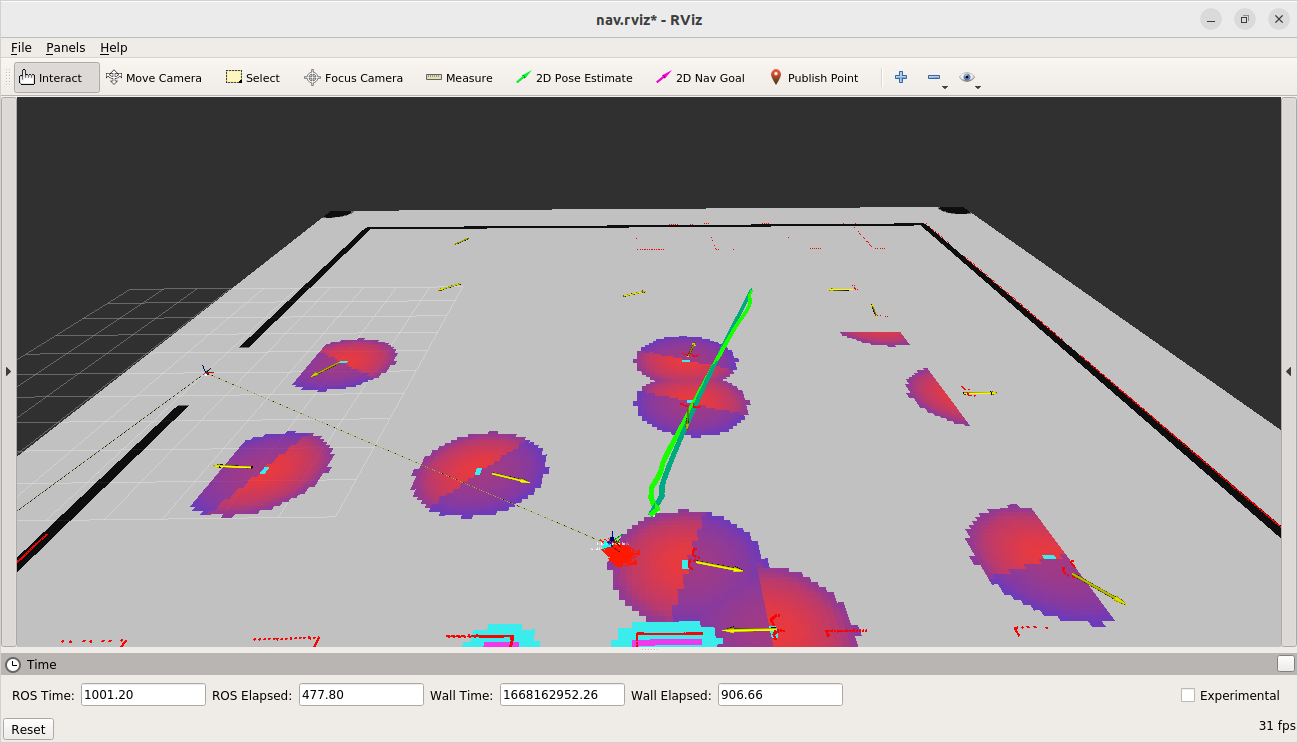 nav.rviz* - RViz
File Panels Help
Interact Move Camera Select Focus Camera Measure 2D Pose Estimate 2D Nav Goal Publish Point
Time
ROS Time: 1001.20 ROS Elapsed: 477.80 Wall Time: 1668162952.26 Wall Elapsed: 906.66 Experimental
Reset 31 fps